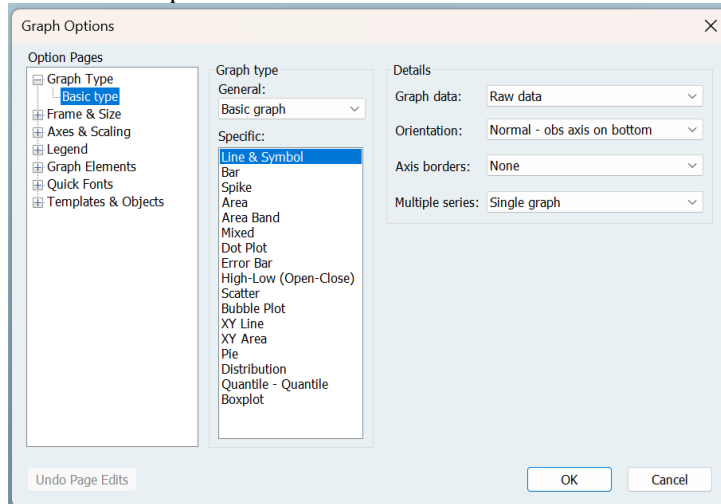 Graph Options
Option Pages
Graph Type
Basic type
Frame & Size
Axes & Scaling
Legend
Graph Elements
Quick Fonts
Templates & Objects
Graph type
General:
Basic graph
Specific:
Line & Symbol
Bar
Spike
Area
Area Band
Mixed
Dot Plot
Error Bar
High-Low (Open-Close)
Scatter
Bubble Plot
XY Line
XY Area
Pie
Distribution
Quantile - Quantile
Boxplot
Details
Graph data: Raw data
Orientation: Normal - obs axis on bottom
Axis borders: None
Multiple series: Single graph
Undo Page Edits
OK
Cancel